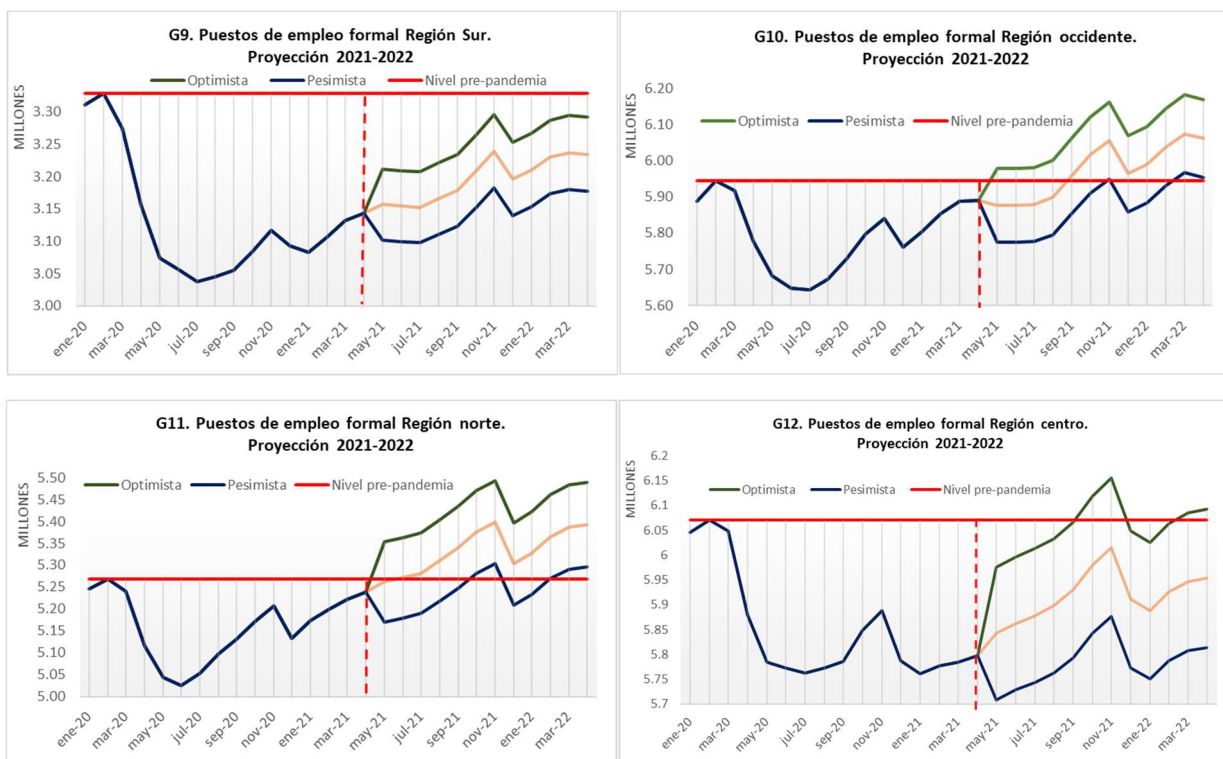 G9. Puestos de empleo formal Región Sur.
Proyección 2021-2022
Optimista Pesimista Nivel pre-pandemia
MILLONES
3.30
3.25
3.20
3.15
3.10
3.05
3.00
ene-20 mar-20 may-20 jul-20 sep-20 nov-20 ene-21 mar-21 may-21 jul-21 sep-21 nov-21 ene-22 mar-22
G10. Puestos de empleo formal Región occidente.
Proyección 2021-2022
MILLONES
6.20
6.10
6.00
5.90
5.80
5.70
5.60
Optimista Pesimista Nivel pre-pandemia
ene-20 mar-20 may-20 jul-20 sep-20 nov-20 ene-21 mar-21 may-21 jul-21 sep-21 nov-21 ene-22 mar-22
G11. Puestos de empleo formal Región norte.
Proyección 2021-2022
MILLONES
Optimista Pesimista Nivel pre-pandemia
5.50
5.45
5.40
5.35
5.30
5.25
5.20
5.15
5.10
5.05
5.00
ene-20 mar-20 may-20 jul-20 sep-20 nov-20 ene-21 mar-21 may-21 jul-21 sep-21 nov-21 ene-22 mar-22
G12. Puestos de empleo formal Región centro.
Proyección 2021-2022
MILLONES
Optimista Pesimista Nivel pre-pandemia
6.2
6.15
6.1
6.05
6
5.95
5.9
5.85
5.8
5.75
5.7
ene-20 mar-20 may-20 jul-20 sep-20 nov-20 ene-21 mar-21 may-21 jul-21 sep-21 nov-21 ene-22 mar-22